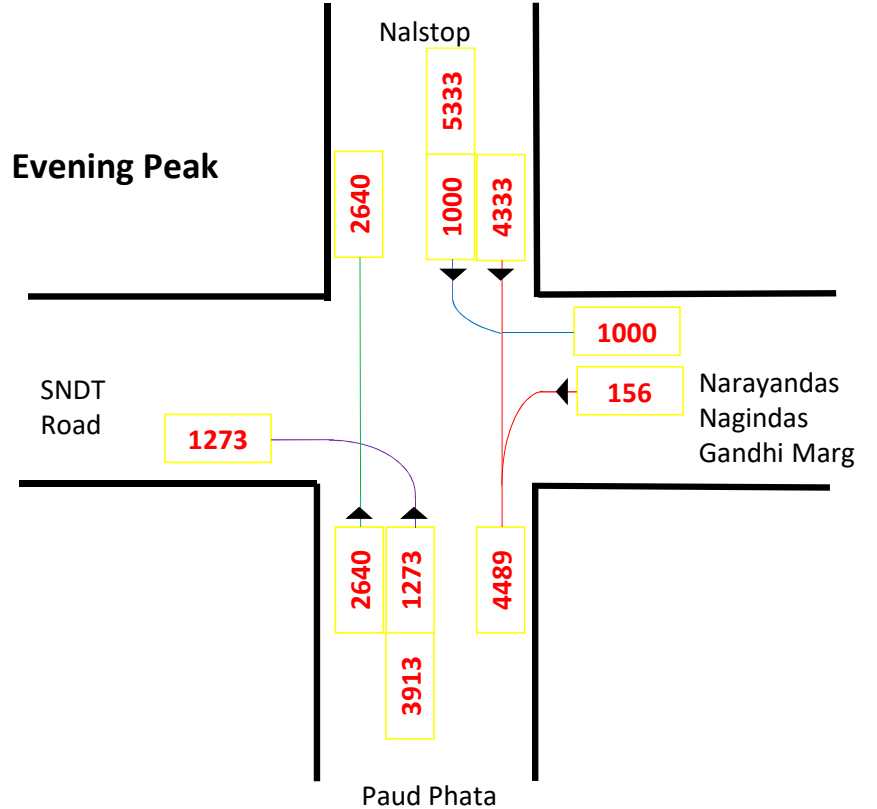 Nalstop
5333
Evening Peak
2640
1000
4333
1000
SNDT
Road
156
Narayandas
Nagindas
Gandhi Marg
1273
2640
1273
4489
3913
Paud Phata